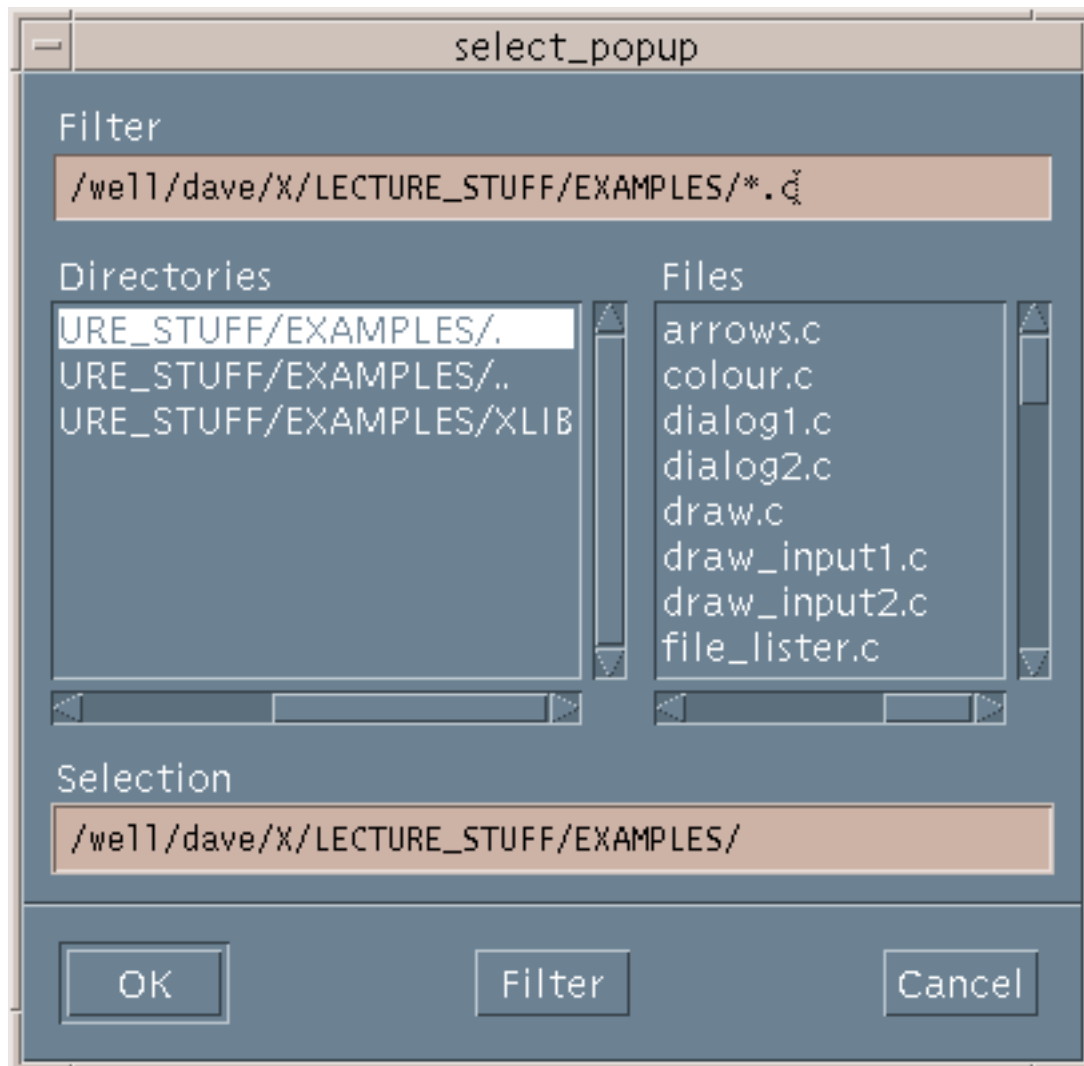 select_popup
Filter
/well/dave/X/LECTURE_STUFF/EXAMPLES/*.c
Directories
URE_STUFF/EXAMPLES/.
URE_STUFF/EXAMPLES/..
URE_STUFF/EXAMPLES/XLIB
Files
arrows.c
colour.c
dialog1.c
dialog2.c
draw.c
draw_input1.c
draw_input2.c
file_lister.c
Selection
/well/dave/X/LECTURE_STUFF/EXAMPLES/
OK Filter Cancel